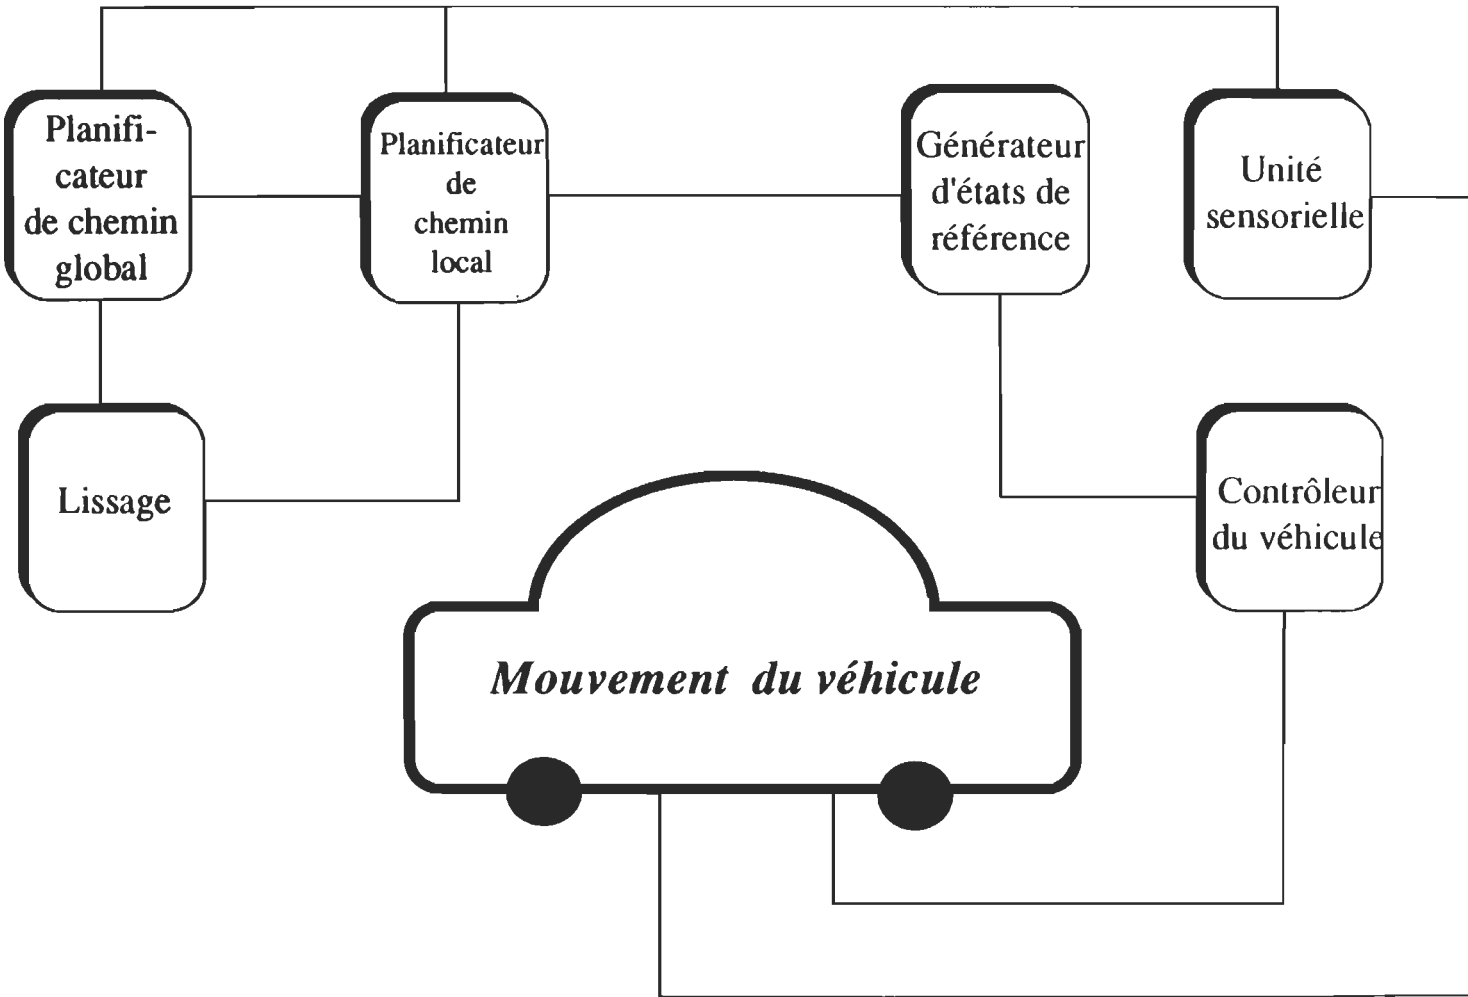 Planifi-
cateur
de chemin
global
Planificateur
de
chemin
local
Générateur
d'états de
référence
Unité
sensorielle
Lissage
Contrôleur
du véhicule
Mouvement du véhicule